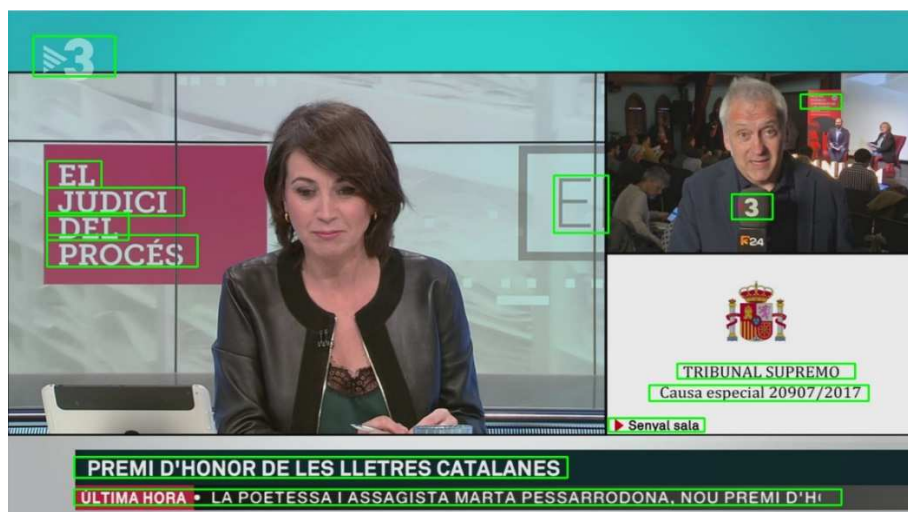 3
EL
JUDICI
DEL
PROCÉS
E
3
24
TRIBUNAL SUPREMO
Causa especial 20907/2017
Senyal sala
PREMI D'HONOR DE LES LLETRES CATALANES
ÚLTIMA HORA • LA POETESSA I ASSAGISTA MARTA PESSARRODONA, NOU PREMI D'H